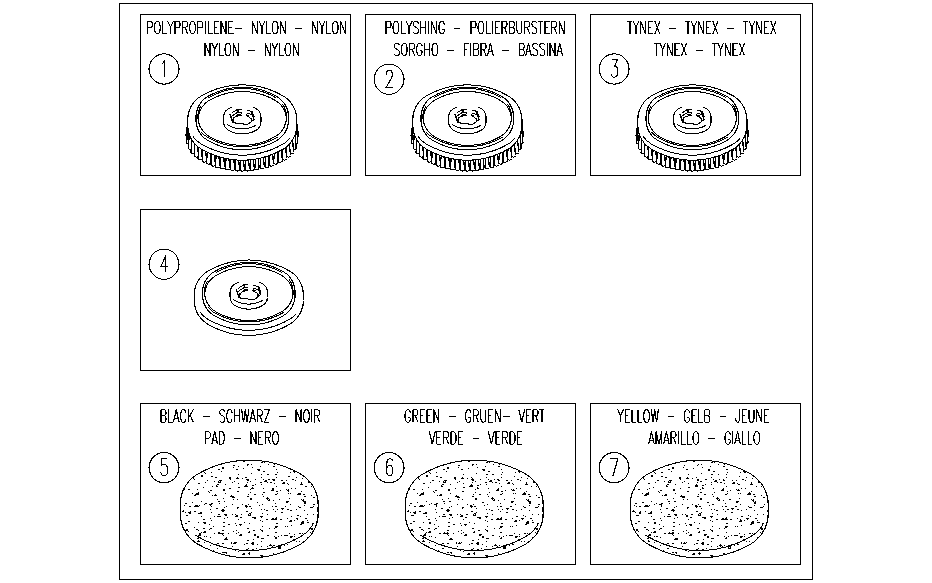 POLYPROPILENE- NYLON - NYLON
NYLON - NYLON
1
POLYSHING - POLIERBURSTERN
SORGHO - FIBRA - BASSINA
2
TYNEX - TYNEX - TYNEX
TYNEX - TYNEX
3
4
BLACK - SCHWARZ - NOIR
PAD - NERO
5
GREEN - GRUEN- VERT
VERDE - VERDE
6
YELLOW - GELB - JEUNE
AMARILLO - GIALLO
7